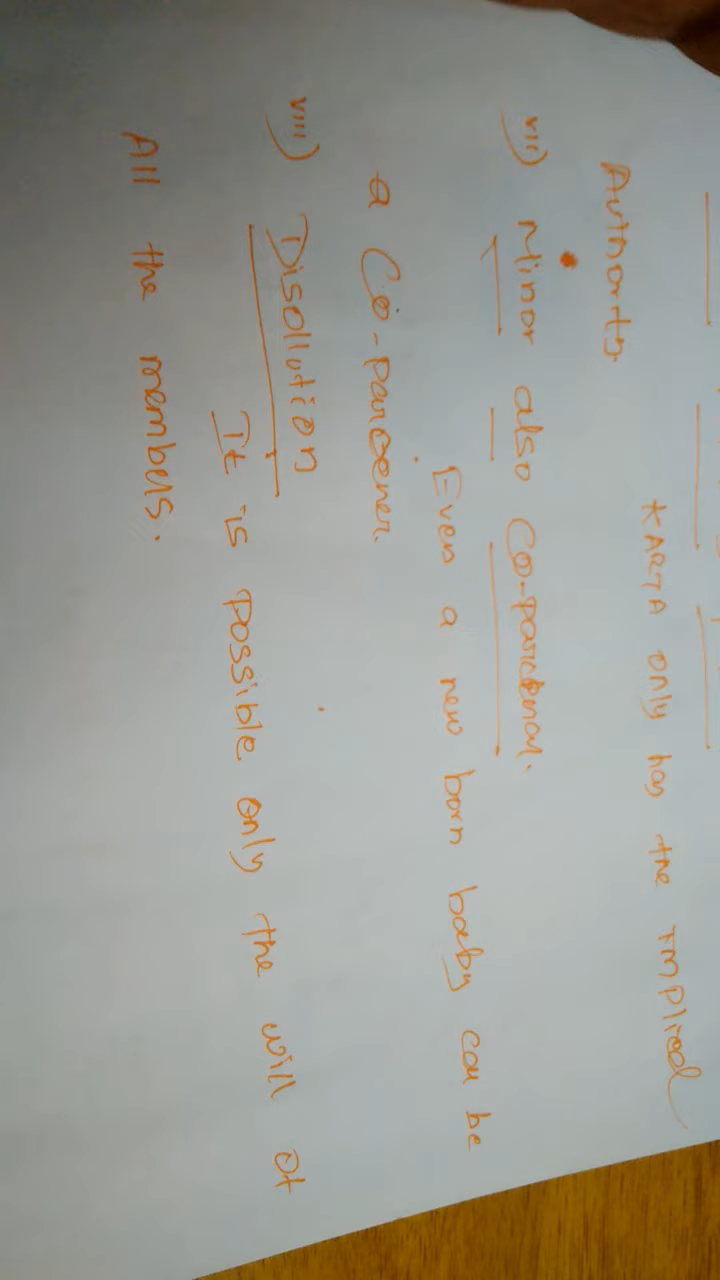 KARTA only has the Implied
Authority.
vii) Minor also Co-parcenar.
Even a new born baby can be
a Co-parcener.
viii) Disollution
It is possible only the will of
All the members.